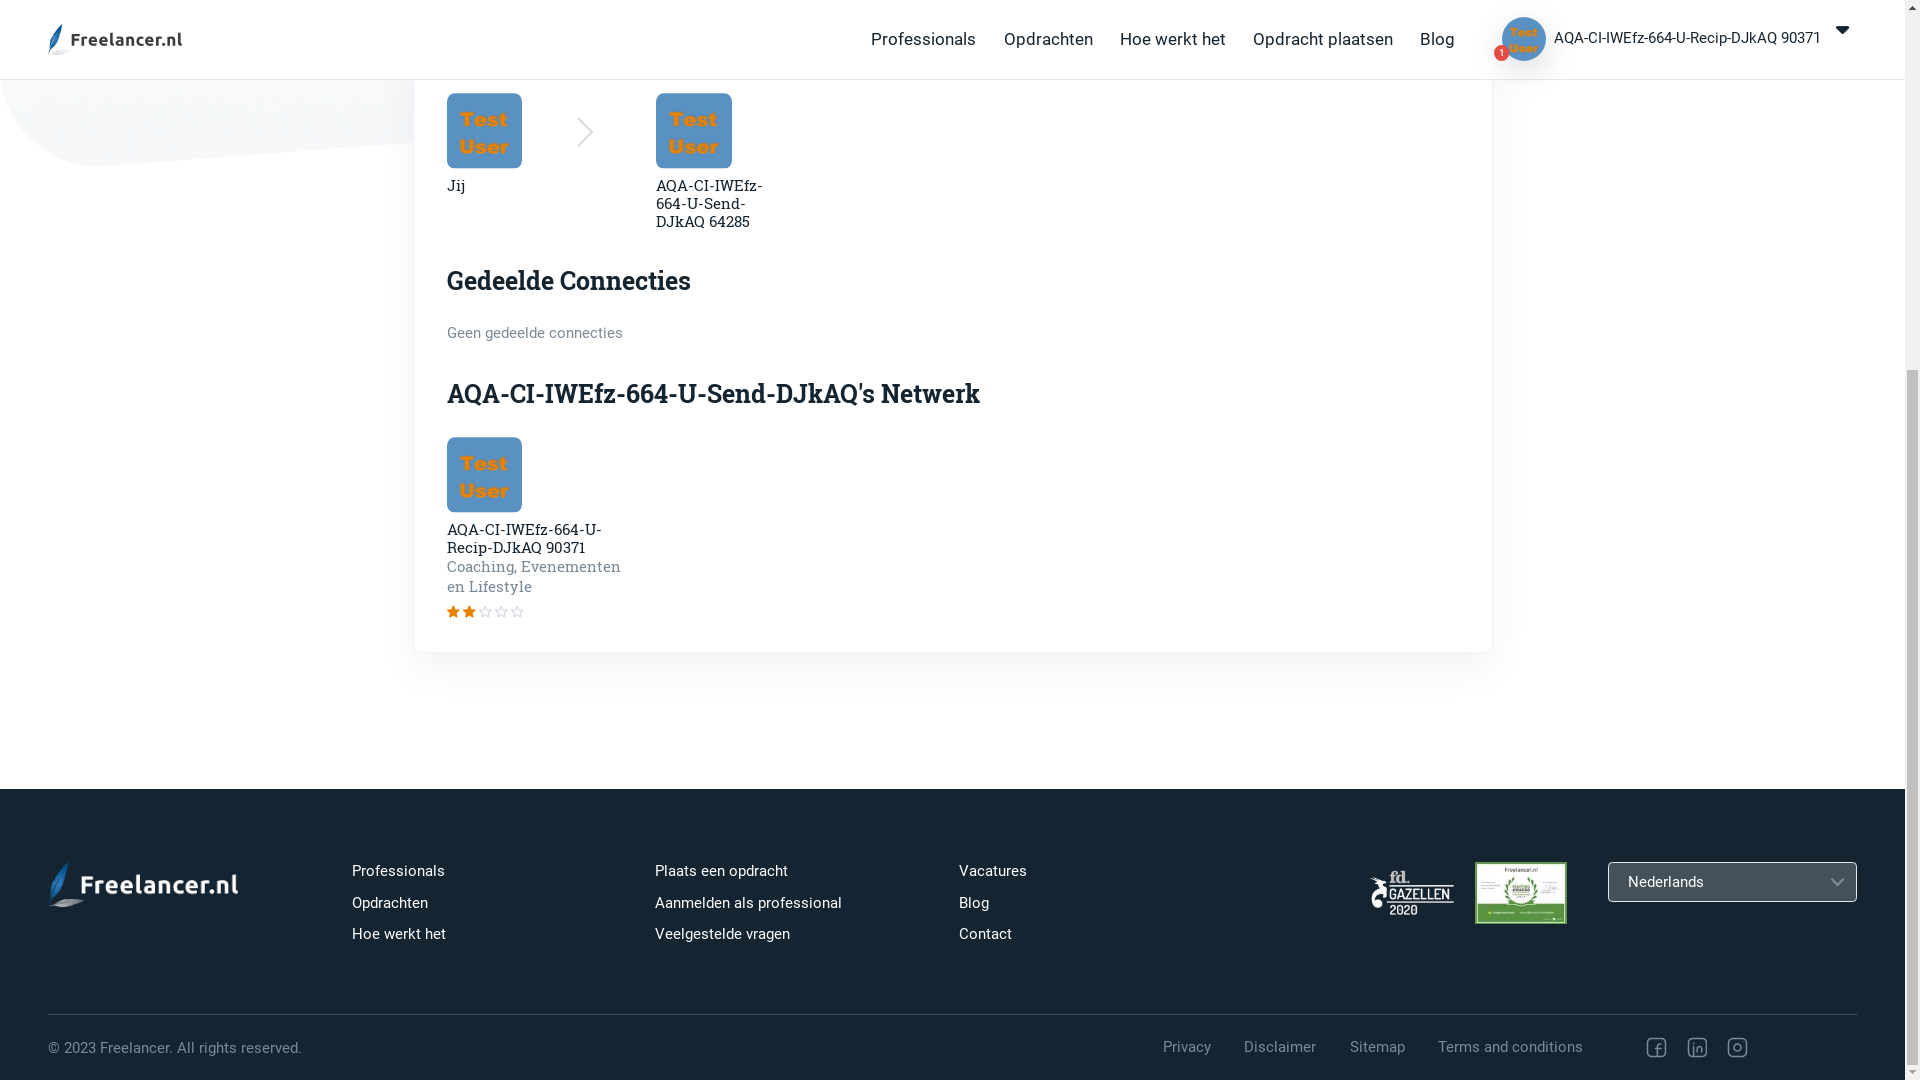 Freelancer.nl
Professionals
Opdrachten
Hoe werkt het
Opdracht plaatsen
Blog
Test
User
1
AQA-CI-IWEfz-664-U-Recip-DJkAQ 90371
Test
User
Jij
Test
User
AQA-CI-IWEfz-
664-U-Send-
DJkAQ 64285
Gedeelde Connecties
Geen gedeelde connecties
AQA-CI-IWEfz-664-U-Send-DJkAQ's Netwerk
Test
User
AQA-CI-IWEfz-664-U-
Recip-DJkAQ 90371
Coaching, Evenementen
en Lifestyle
Freelancer.nl
Professionals
Opdrachten
Hoe werkt het
Plaats een opdracht
Aanmelden als professional
Veelgestelde vragen
Vacatures
Blog
Contact
fd.
GAZELLEN
2020
Freelancer.nl
Nederlands
© 2023 Freelancer. All rights reserved.
Privacy
Disclaimer
Sitemap
Terms and conditions